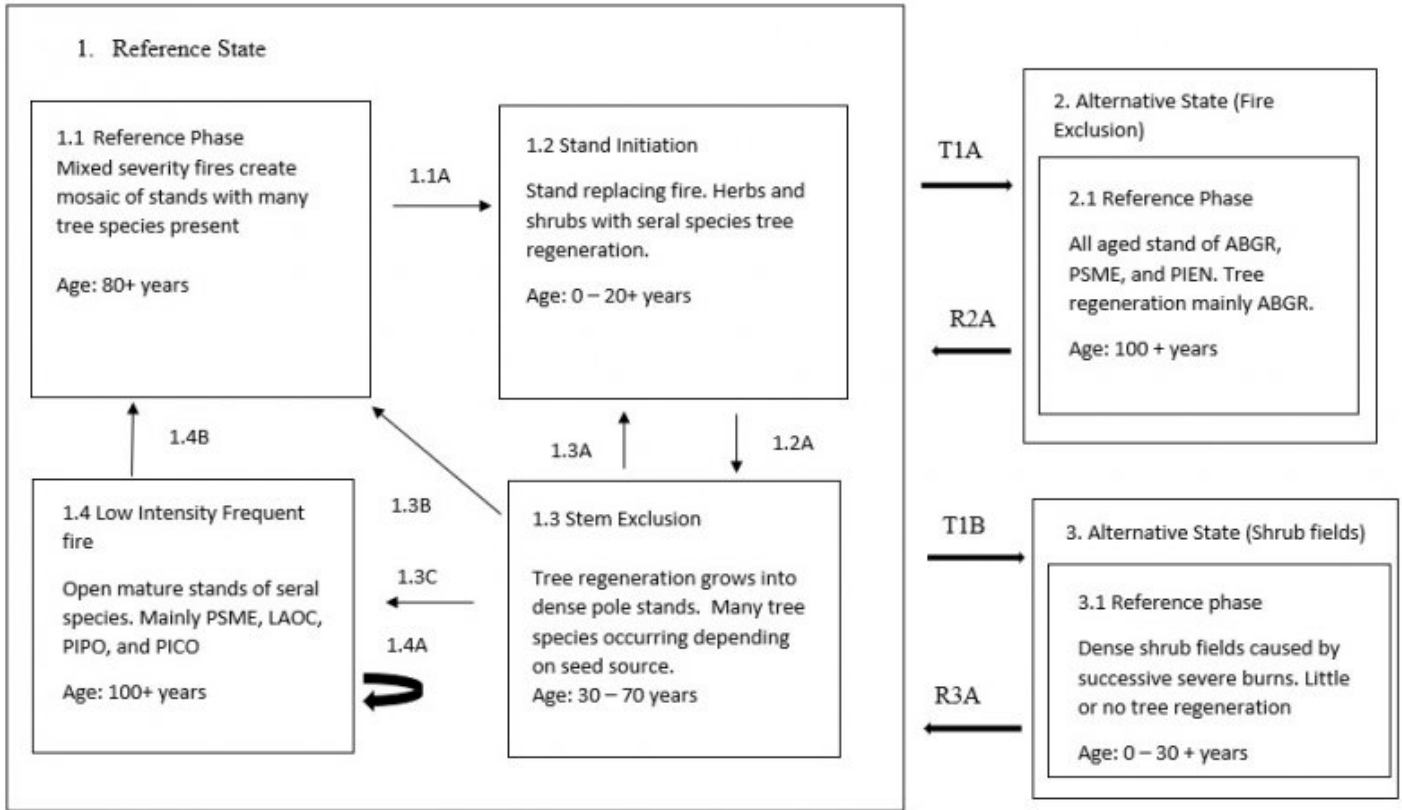 1. Reference State
1.1 Reference Phase
Mixed severity fires create
mosaic of stands with many
tree species present
Age: 80+ years
1.1A
1.2 Stand Initiation
Stand replacing fire. Herbs and
shrubs with seral species tree
regeneration.
Age: 0 – 20+ years
1.4B
1.3A
1.2A
1.4 Low Intensity Frequent
fire
Open mature stands of seral
species. Mainly PSME, LAOC,
PIPO, and PICO
Age: 100+ years
1.3B
1.3C
1.4A
1.3 Stem Exclusion
Tree regeneration grows into
dense pole stands. Many tree
species occurring depending
on seed source.
Age: 30 – 70 years
T1A
R2A
2. Alternative State (Fire
Exclusion)
2.1 Reference Phase
All aged stand of ABGR,
PSME, and PIEN. Tree
regeneration mainly ABGR.
Age: 100 + years
T1B
R3A
3. Alternative State (Shrub fields)
3.1 Reference phase
Dense shrub fields caused by
successive severe burns. Little
or no tree regeneration
Age: 0 – 30 + years